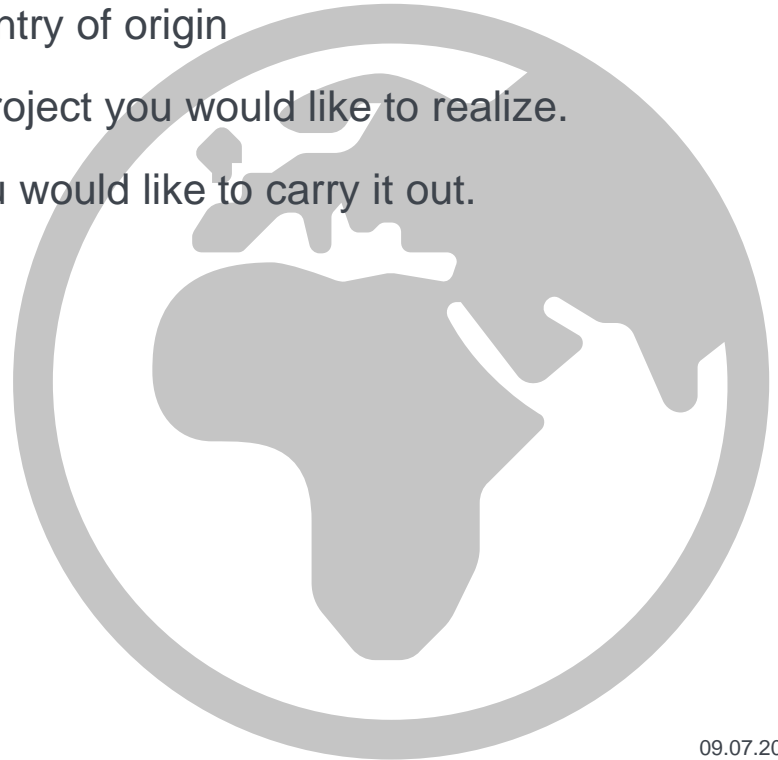 ntry of origin
roject you would like to realize.
u would like to carry it out.
09.07.20